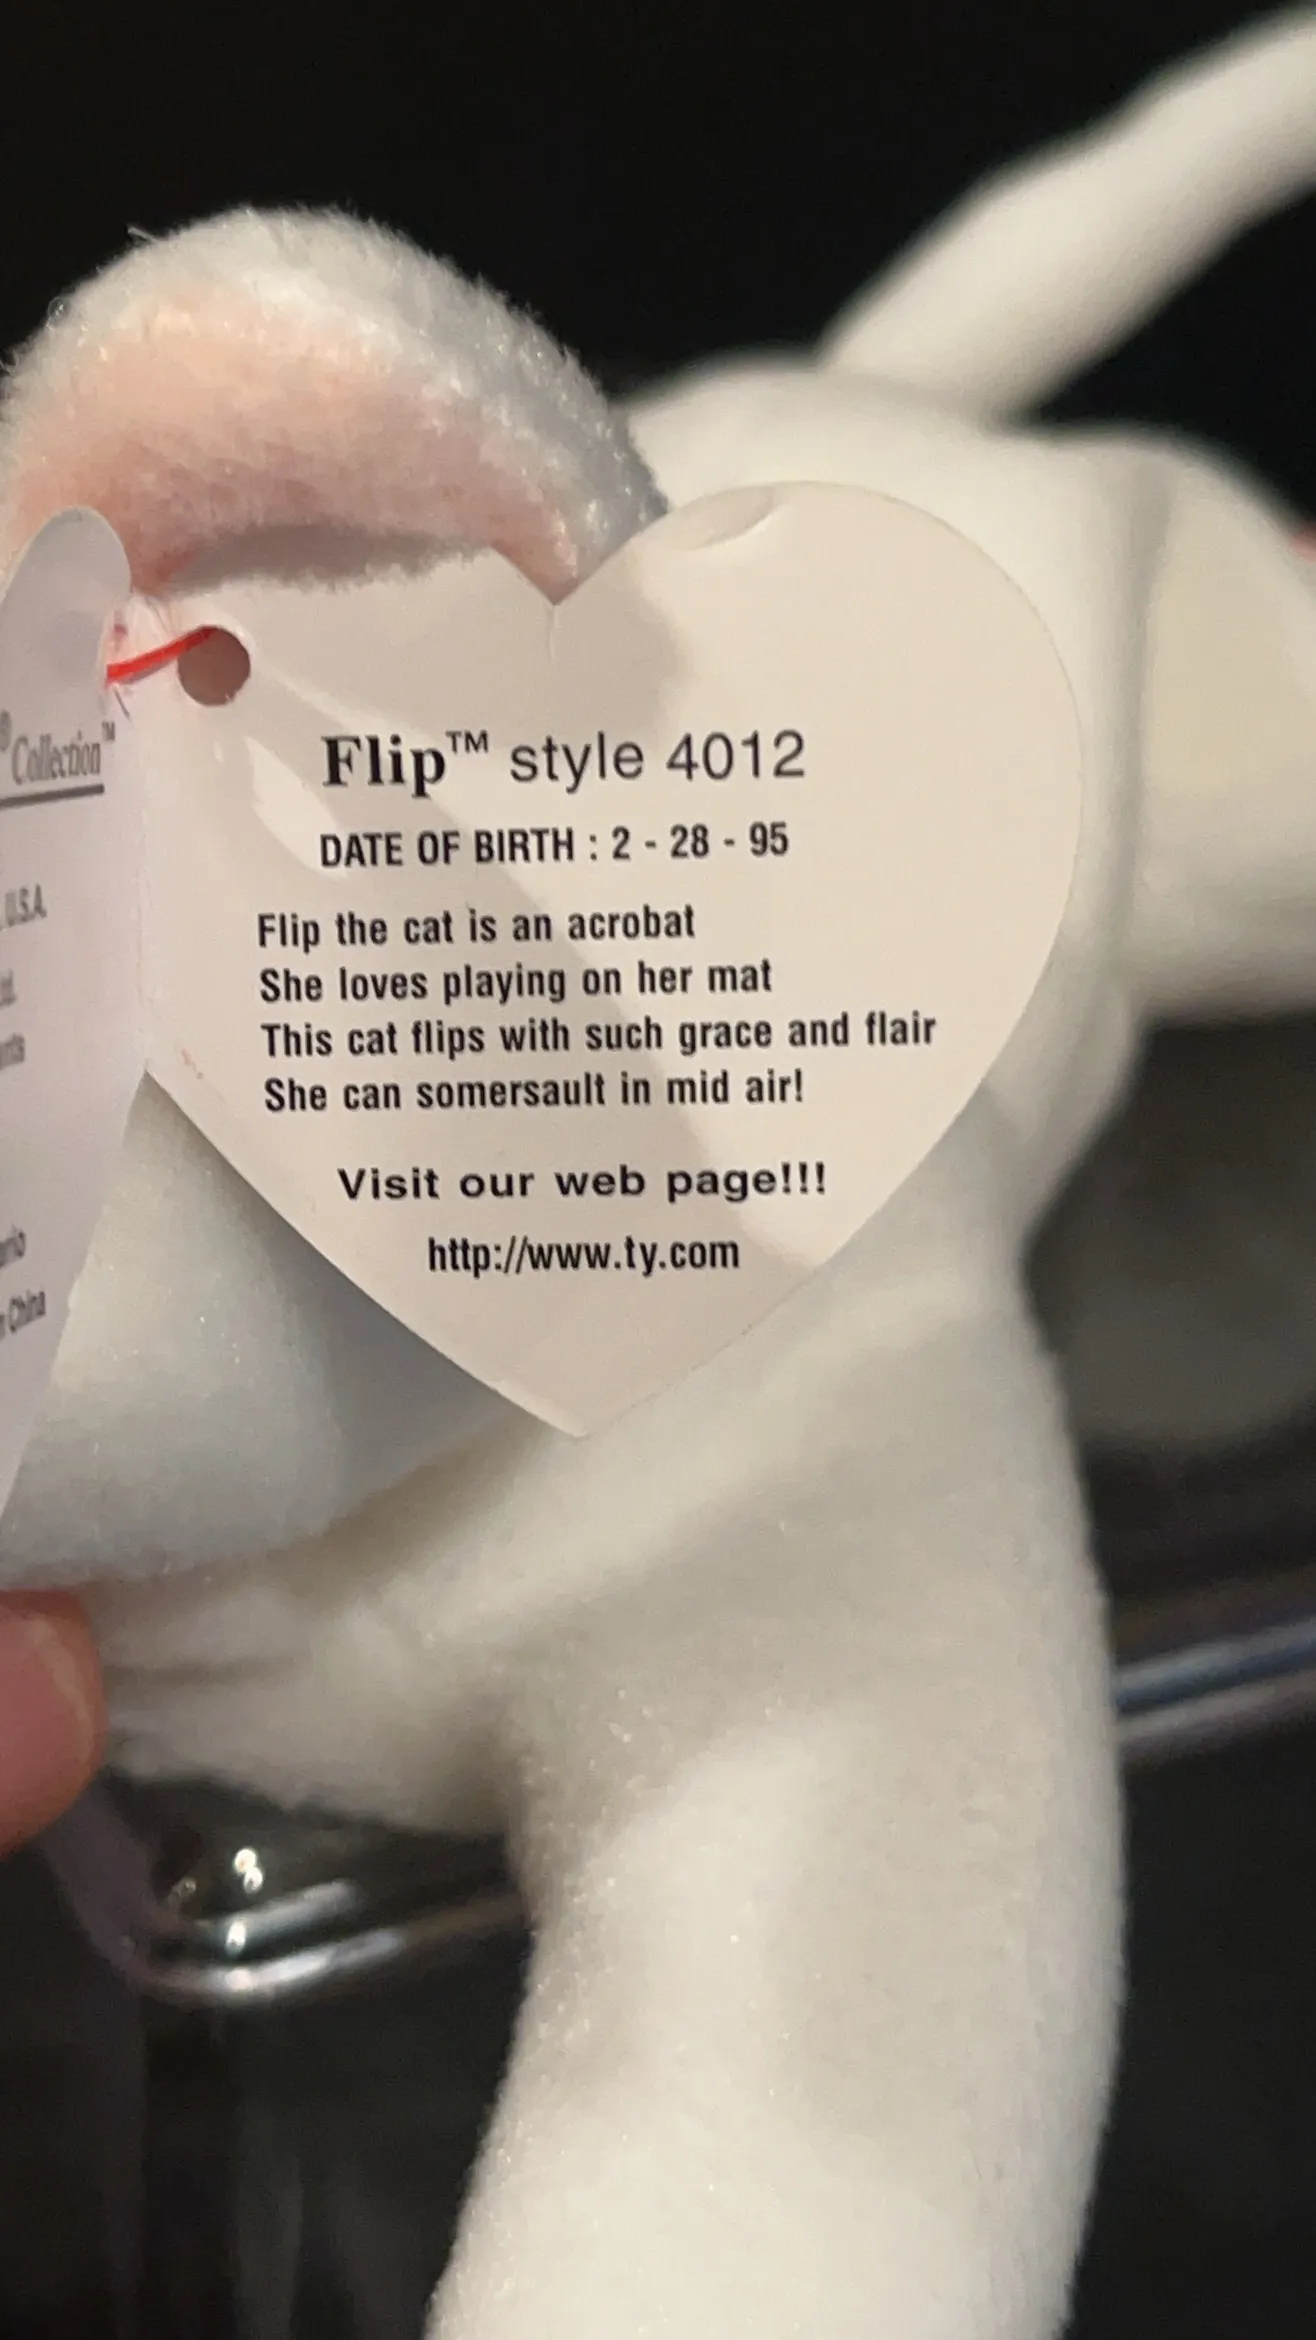 ® Collection™
U.S.A.
China
Flip™ style 4012
DATE OF BIRTH : 2 - 28 - 95
Flip the cat is an acrobat
She loves playing on her mat
This cat flips with such grace and flair
She can somersault in mid air!
Visit our web page!!!
http://www.ty.com